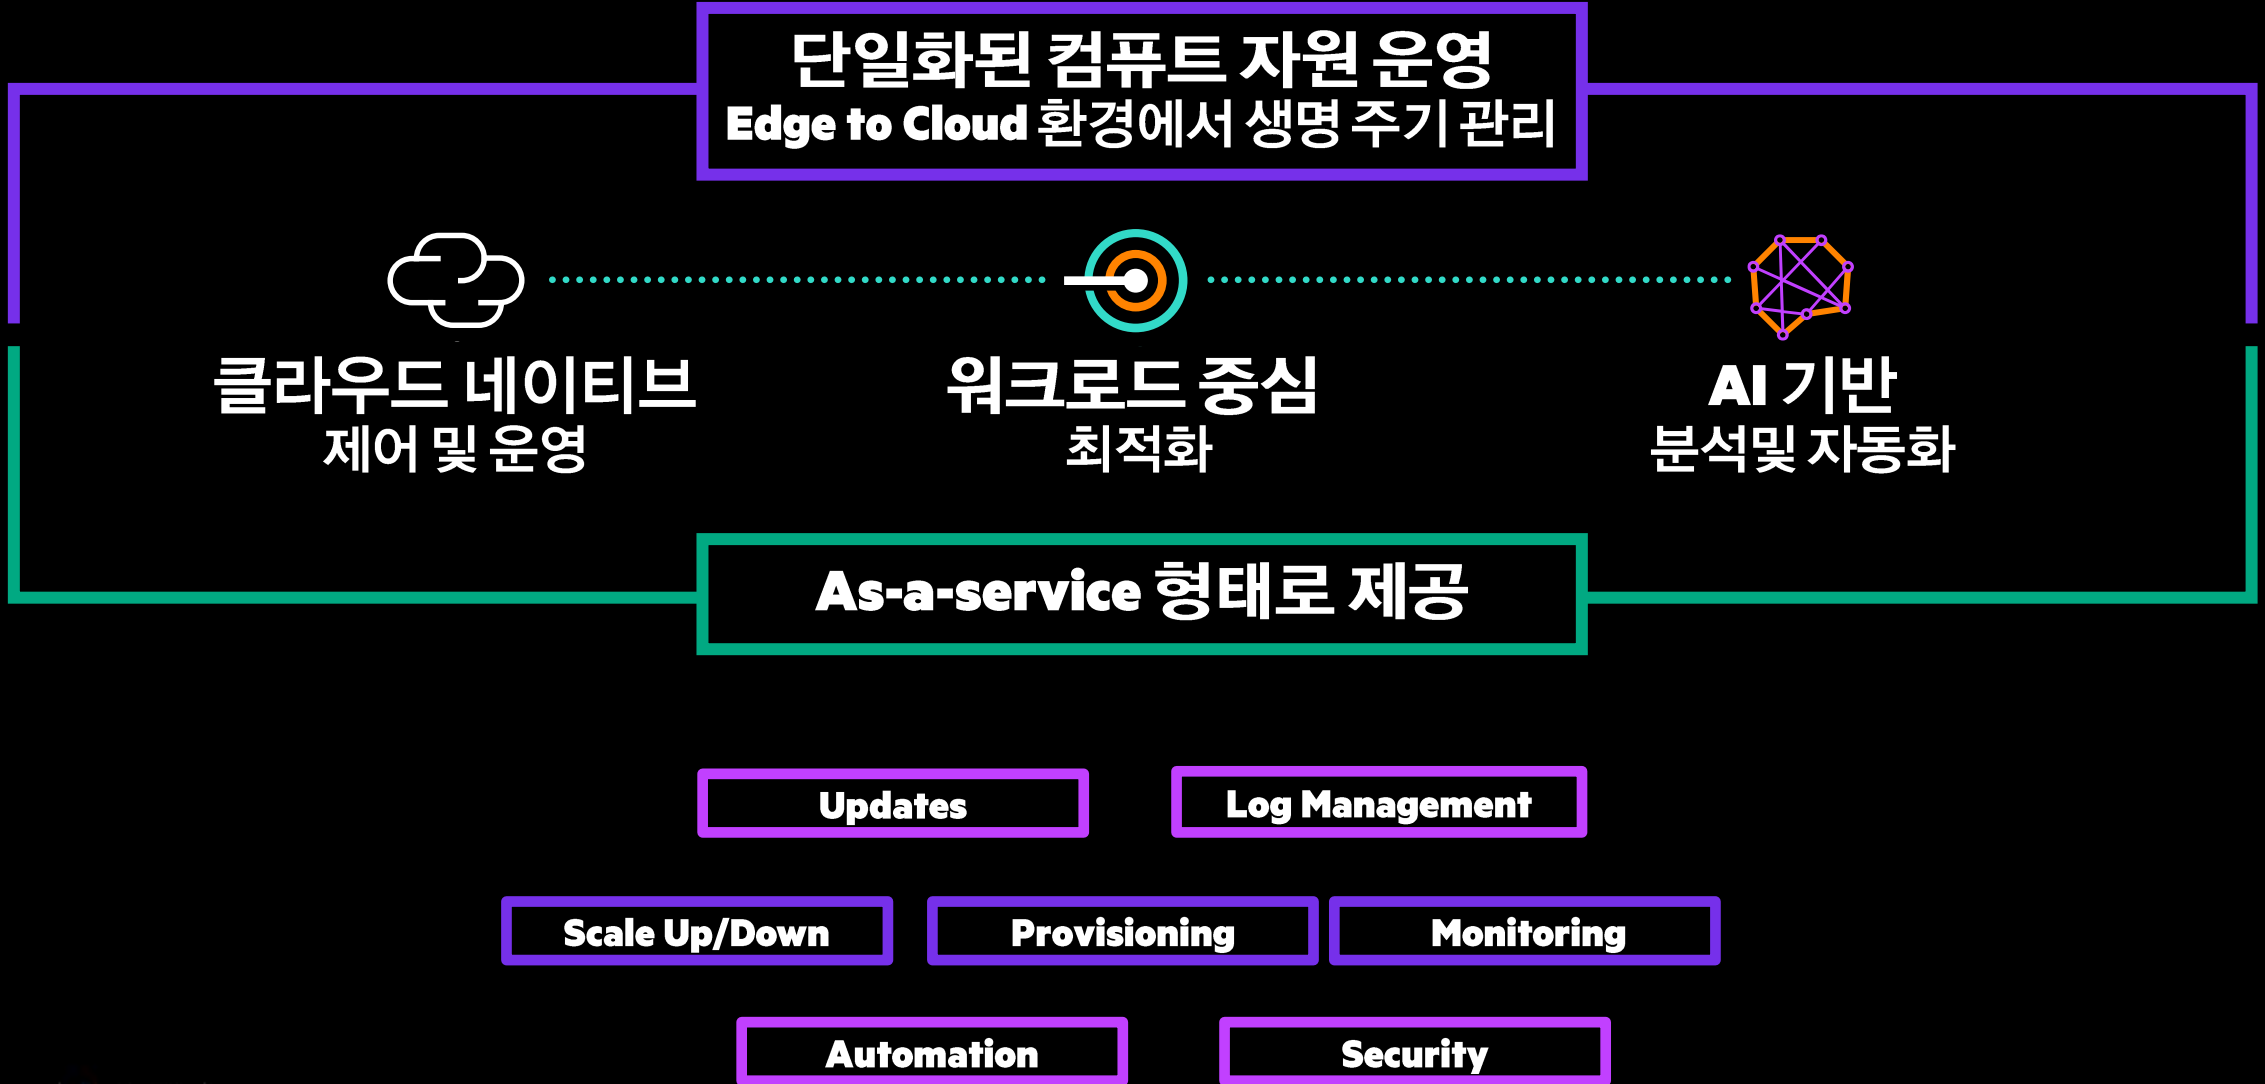 단일화된 컴퓨트 자원 운영
Edge to Cloud 환경에서 생명 주기 관리
클라우드 네이티브
제어 및 운영
워크로드 중심
최적화
AI 기반
분석및 자동화
As-a-service 형태로 제공
Updates
Log Management
Scale Up/Down
Provisioning
Monitoring
Automation
Security